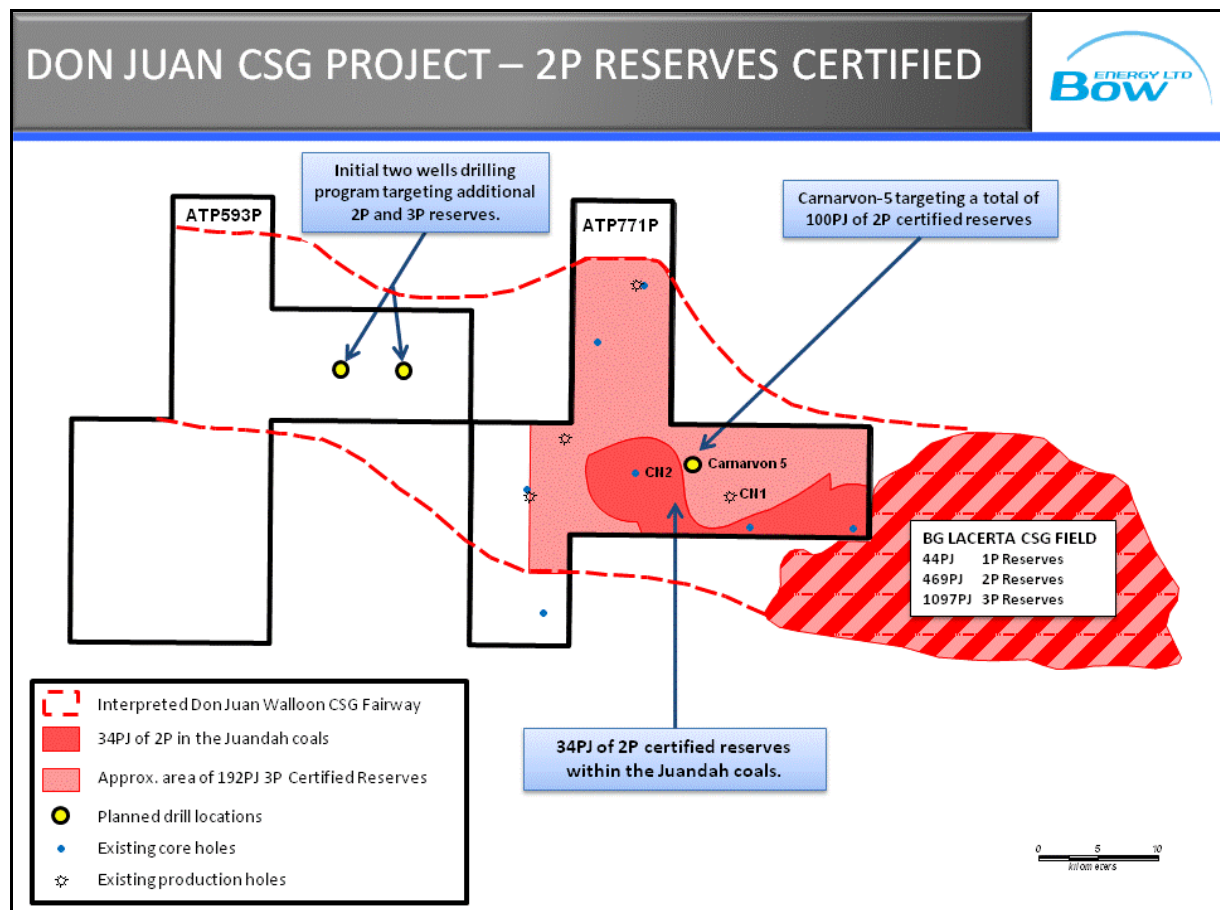 DON JUAN CSG PROJECT – 2P RESERVES CERTIFIED
BOW ENERGY LTD
Initial two wells drilling
program targeting additional
2P and 3P reserves.
Carnarvon-5 targeting a total of
100PJ of 2P certified reserves
ATP593P
ATP771P
CN2
Carnarvon 5
CN1
BG LACERTA CSG FIELD
44PJ 1P Reserves
469PJ 2P Reserves
1097PJ 3P Reserves
Interpreted Don Juan Walloon CSG Fairway
34PJ of 2P in the Juandah coals
Approx. area of 192PJ 3P Certified Reserves
Planned drill locations
Existing core holes
Existing production holes
34PJ of 2P certified reserves
within the Juandah coals.
0 5 10
kilometers